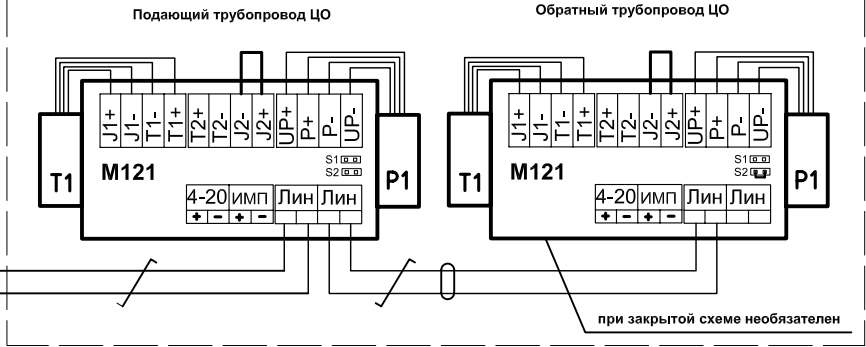 Подающий трубопровод ЦО
Обратный трубопровод ЦО
J1+ J1- T1- T1+ T2+ T2- J2- J2+ UP+ P+ P- UP-
S1
S2
M121
T1
P1
4-20 ИМП Лин Лин
+ - + -
J1+ J1- T1- T1+ T2+ T2- J2- J2+ UP+ P+ P- UP-
S1
S2
M121
T1
P1
4-20 ИМП Лин Лин
+ - + -
при закрытой схеме необязателен